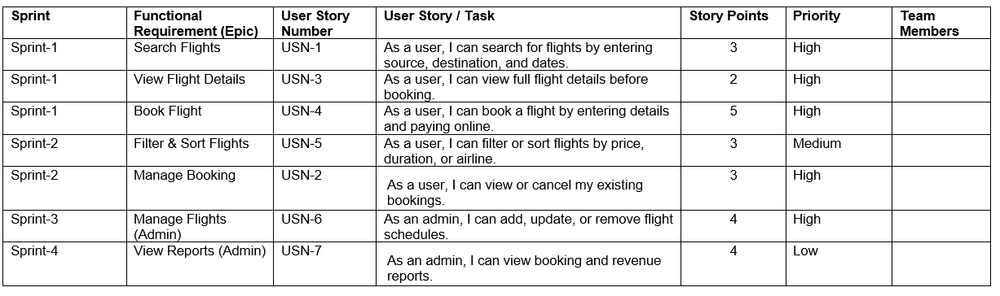 Sprint Functional Requirement (Epic) User Story Number User Story / Task Story Points Priority Team Members
Sprint-1 Search Flights USN-1 As a user, I can search for flights by entering source, destination, and dates. 3 High
Sprint-1 View Flight Details USN-3 As a user, I can view full flight details before booking. 2 High
Sprint-1 Book Flight USN-4 As a user, I can book a flight by entering details and paying online. 5 High
Sprint-2 Filter & Sort Flights USN-5 As a user, I can filter or sort flights by price, duration, or airline. 3 Medium
Sprint-2 Manage Booking USN-2 As a user, I can view or cancel my existing bookings. 3 High
Sprint-3 Manage Flights (Admin) USN-6 As an admin, I can add, update, or remove flight schedules. 4 High
Sprint-4 View Reports (Admin) USN-7 As an admin, I can view booking and revenue reports. 4 Low